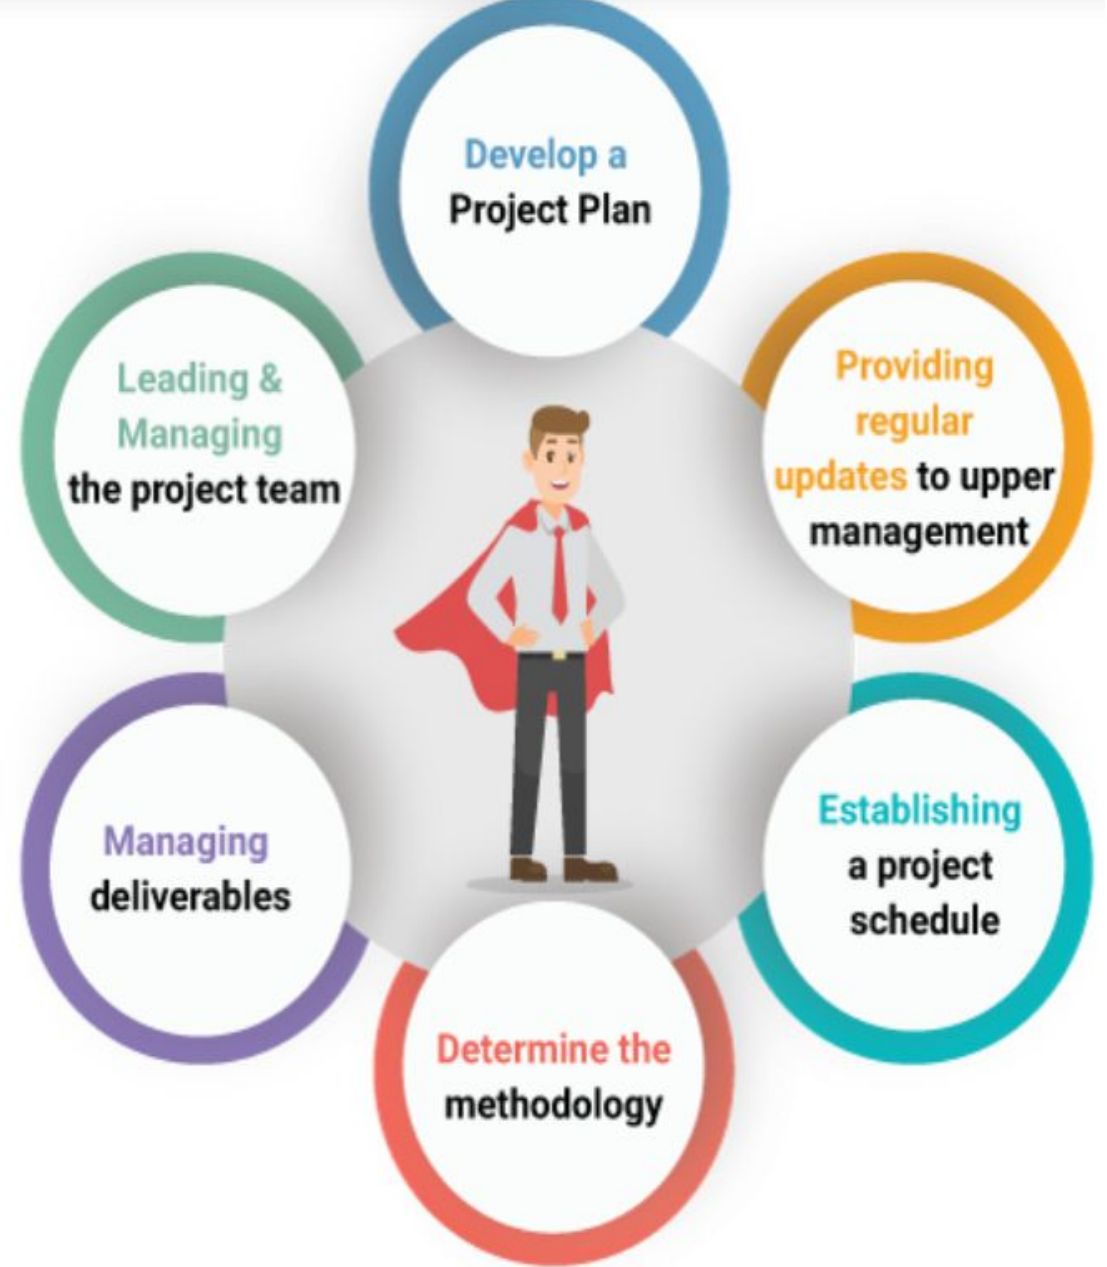 Develop a
Project Plan
Providing
regular
updates to upper
management
Establishing
a project
schedule
Determine the
methodology
Managing
deliverables
Leading &
Managing
the project team